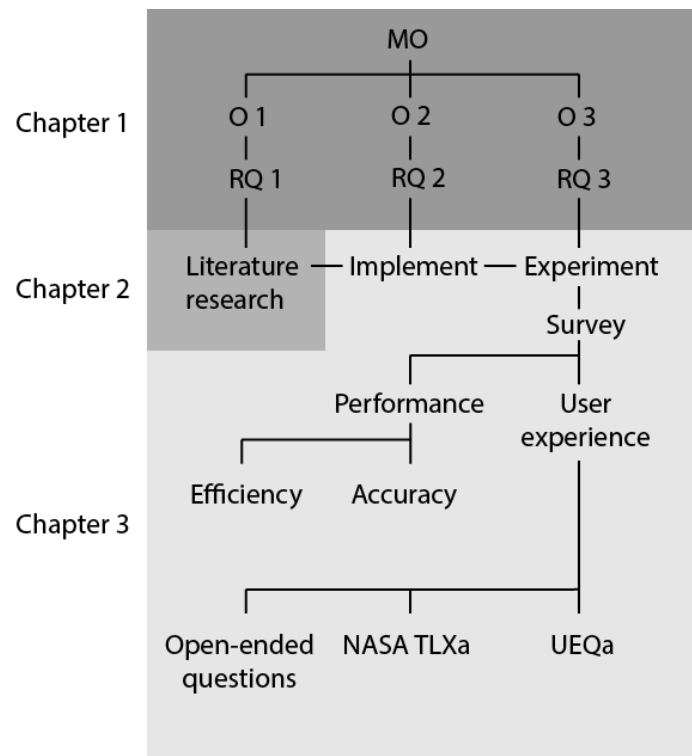 MO
Chapter 1
O 1
O 2
O 3
RQ 1
RQ 2
RQ 3
Chapter 2
Literature
research
Implement
Experiment
Survey
Performance
User
experience
Efficiency
Accuracy
Chapter 3
Open-ended
questions
NASA TLXa
UEQa